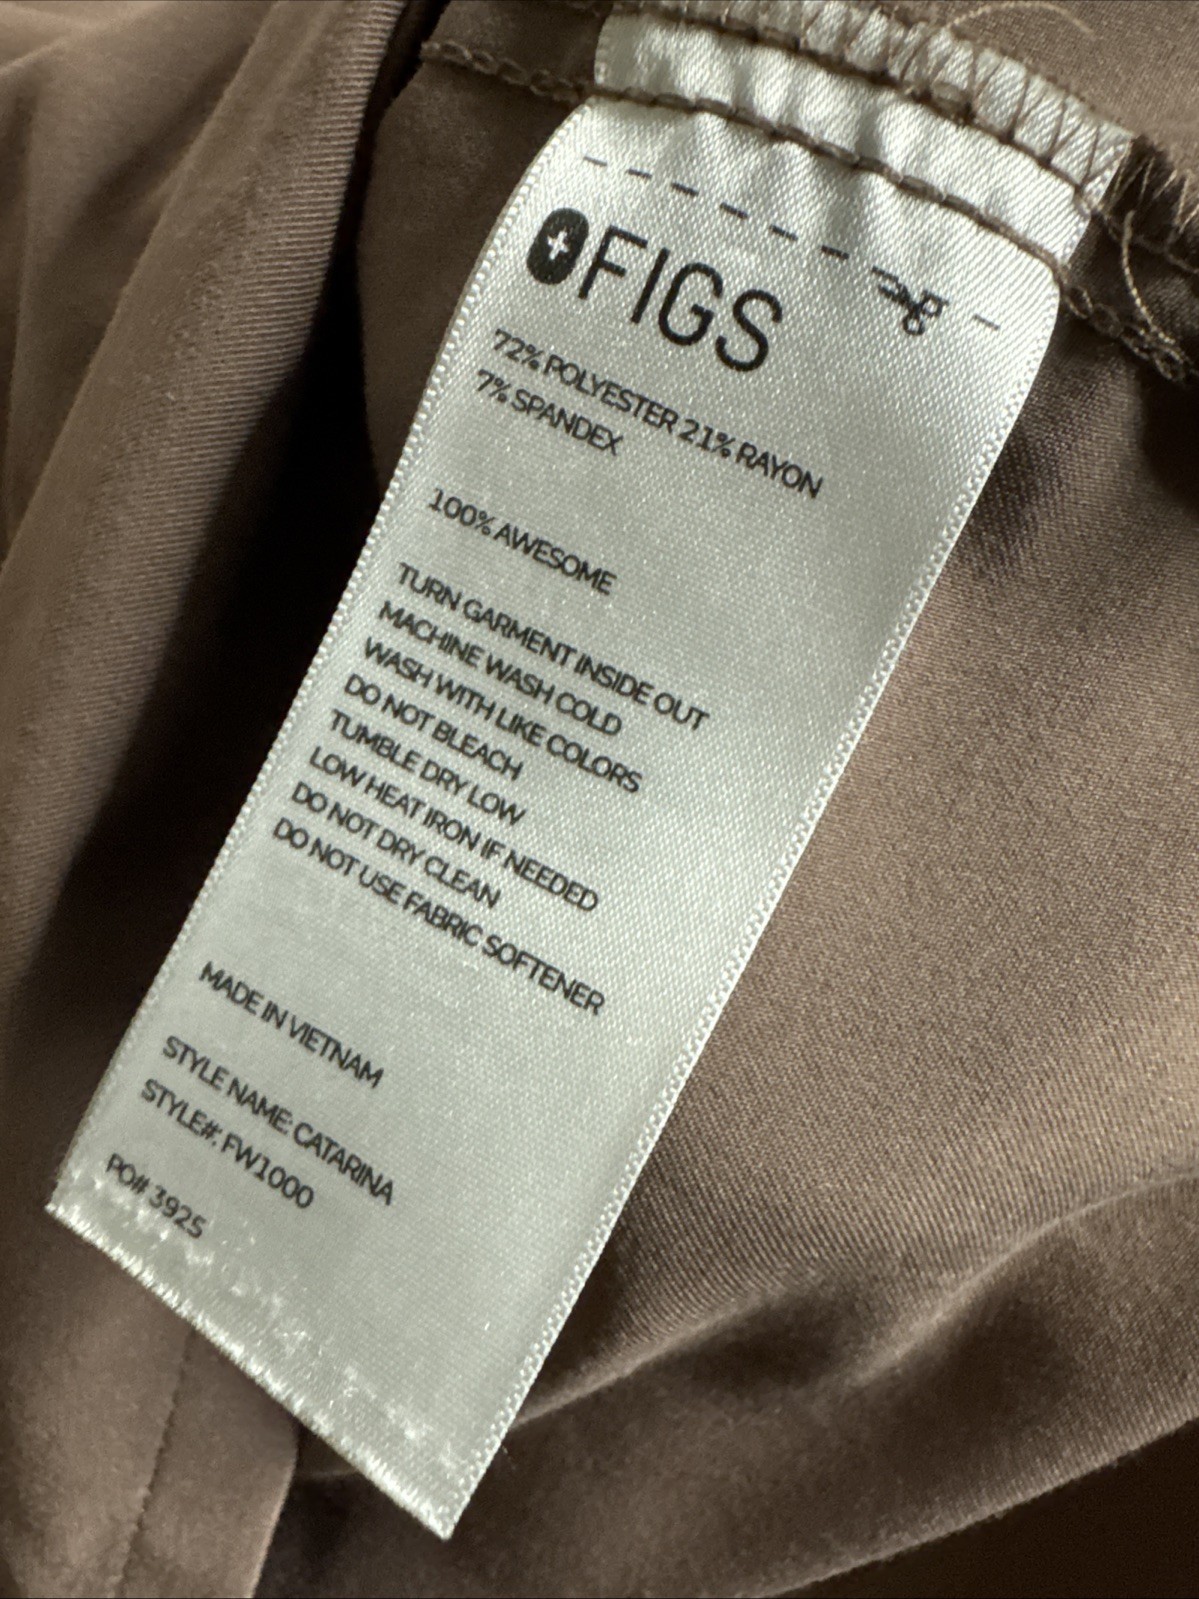 FIGS
72% POLYESTER 21% RAYON
7% SPANDEX
100% AWESOME
TURN GARMENT INSIDE OUT
MACHINE WASH COLD
WASH WITH LIKE COLORS
DO NOT BLEACH
TUMBLE DRY LOW
LOW HEAT IRON IF NEEDED
DO NOT DRY CLEAN
DO NOT USE FABRIC SOFTENER
MADE IN VIETNAM
STYLE NAME: CATARINA
STYLE#: FW1000
PO# 3925